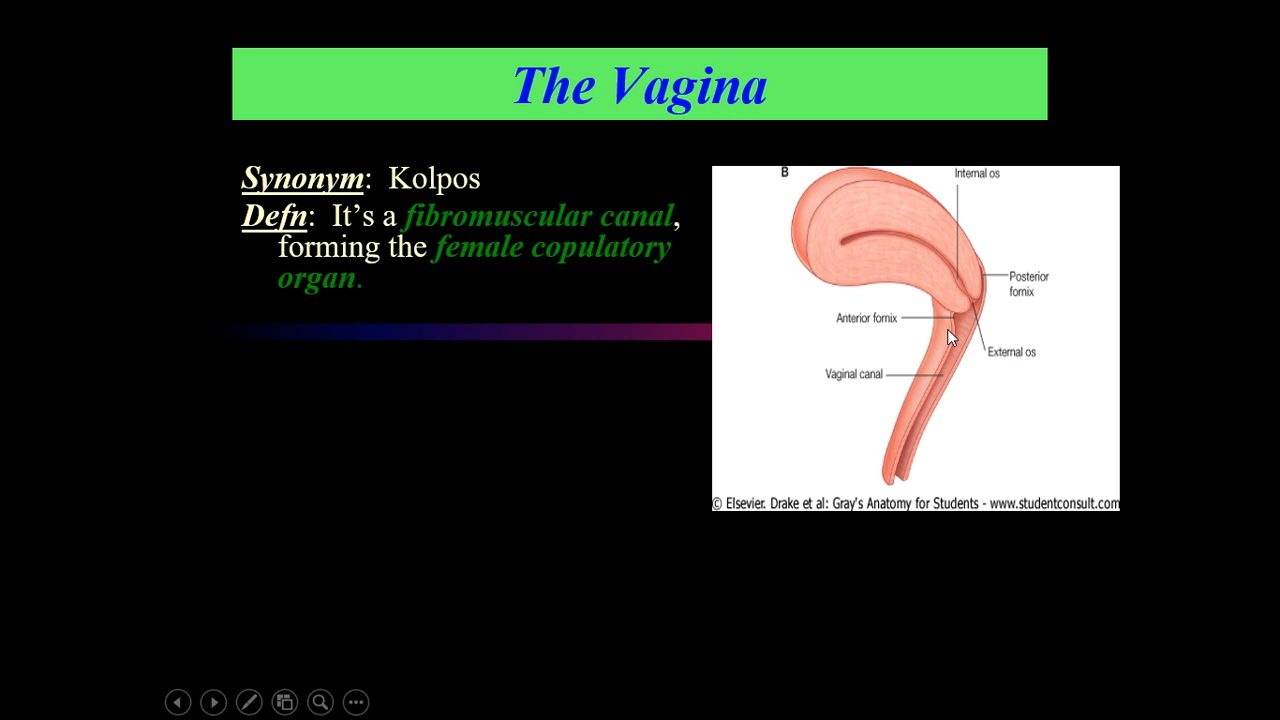 The Vagina
Synonym: Kolpos
Defn: It's a fibromuscular canal,
forming the female copulatory
organ.
B
Internal os
Posterior
fornix
Anterior fornix
External os
Vaginal canal
© Elsevier. Drake et al: Gray's Anatomy for Students - www.studentconsult.com